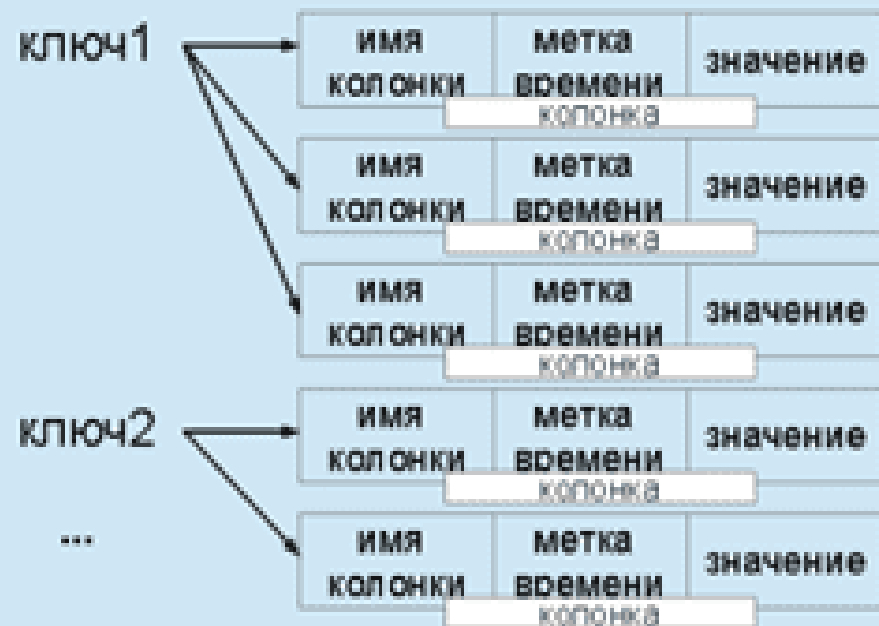 ключ1
имя колонки
метка времени
значение
колонка
имя колонки
метка времени
значение
колонка
имя колонки
метка времени
значение
колонка
ключ2
имя колонки
метка времени
значение
колонка
...
имя колонки
метка времени
значение
колонка